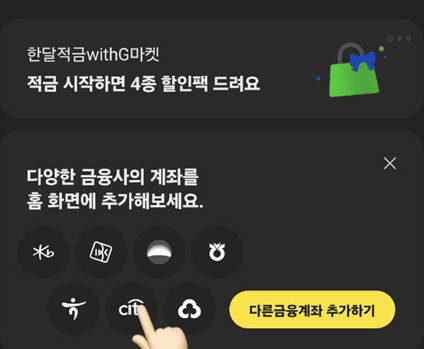 한달적금withG마켓
적금 시작하면 4종 할인팩 드려요
다양한 금융사의 계좌를
홈 화면에 추가해보세요.
citi
다른금융계좌 추가하기